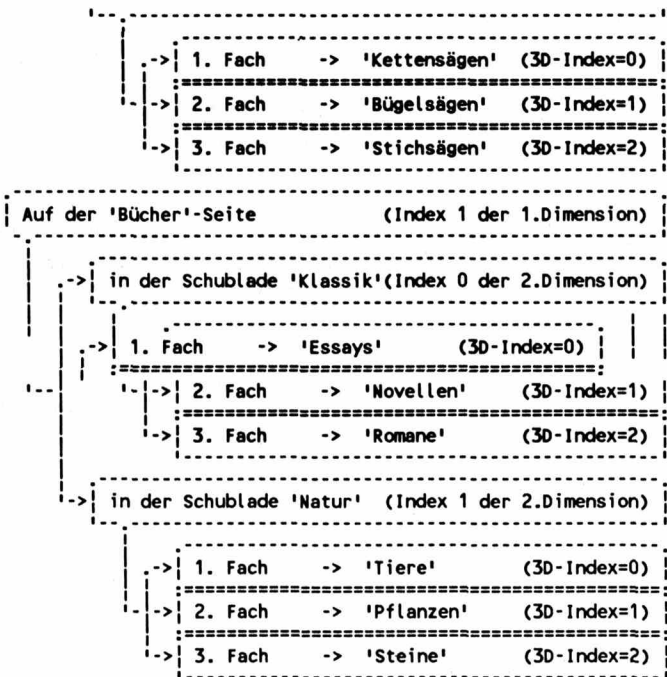 1. Fach -> 'Kettensägen' (3D-Index=0)
2. Fach -> 'Bügelsägen' (3D-Index=1)
3. Fach -> 'Stichsägen' (3D-Index=2)
Auf der 'Bücher'-Seite (Index 1 der 1.Dimension)
in der Schublade 'Klassik'(Index 0 der 2.Dimension)
1. Fach -> 'Essays' (3D-Index=0)
2. Fach -> 'Novellen' (3D-Index=1)
3. Fach -> 'Romane' (3D-Index=2)
in der Schublade 'Natur' (Index 1 der 2.Dimension)
1. Fach -> 'Tiere' (3D-Index=0)
2. Fach -> 'Pflanzen' (3D-Index=1)
3. Fach -> 'Steine' (3D-Index=2)